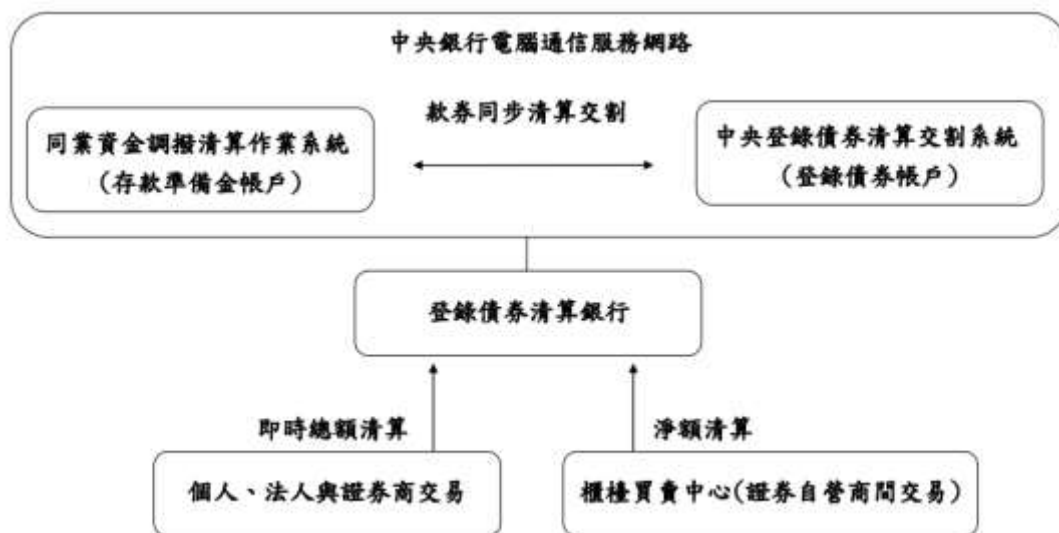 中央銀行電腦通信服務網路
款券同步清算交割
同業資金調撥清算作業系統
(存款準備金帳戶)
中央登錄債券清算交割系統
(登錄債券帳戶)
登錄債券清算銀行
即時總額清算
淨額清算
個人、法人與證券商交易
櫃檯買賣中心(證券自營商間交易)